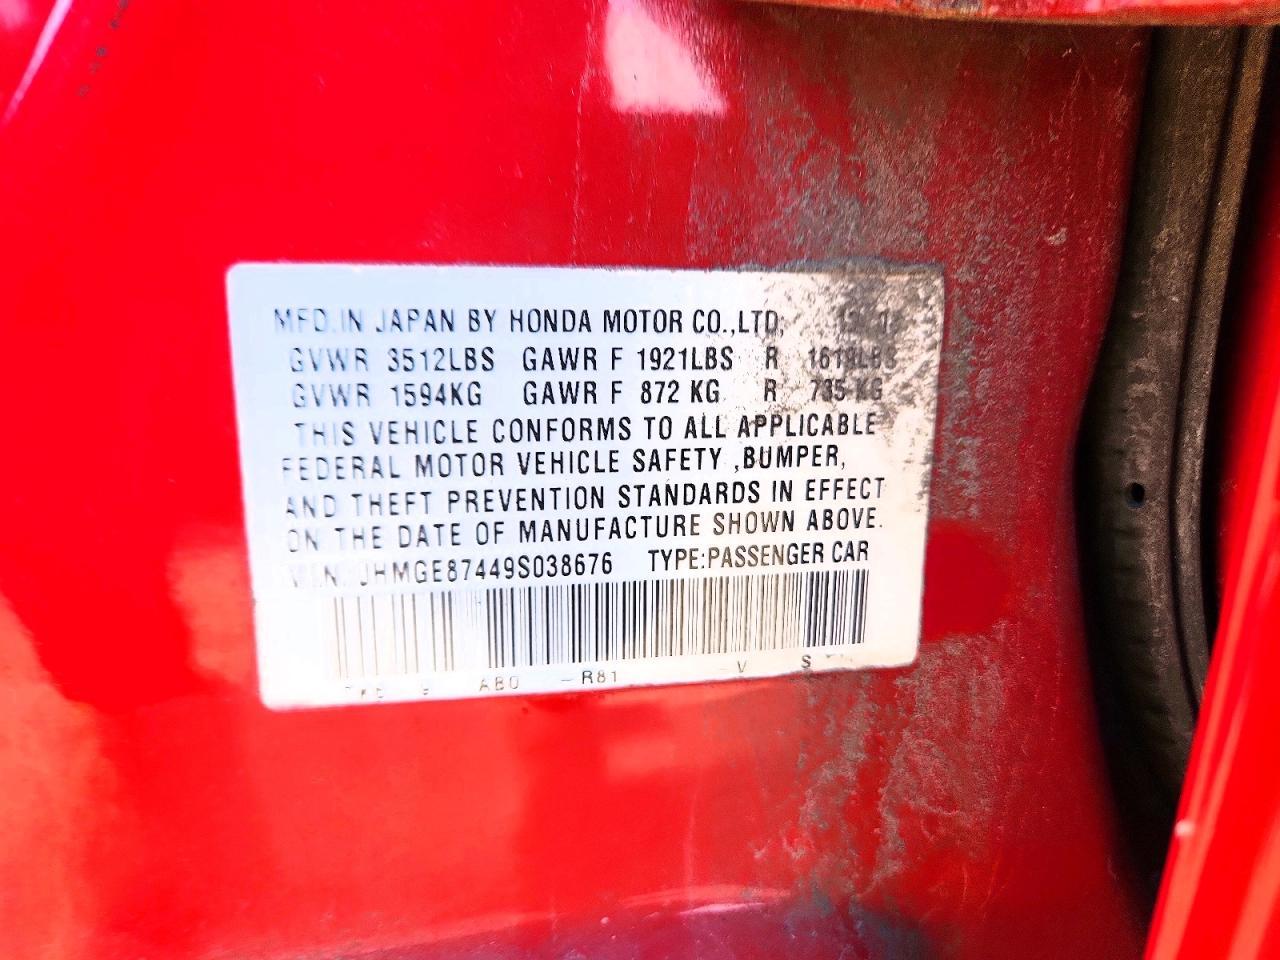 MFD. IN JAPAN BY HONDA MOTOR CO.,LTD.
GVWR 3512LBS GAWR F 1921LBS R 1618LBS
GVWR 1594KG GAWR F 872 KG R 735 KG
THIS VEHICLE CONFORMS TO ALL APPLICABLE
FEDERAL MOTOR VEHICLE SAFETY ,BUMPER,
AND THEFT PREVENTION STANDARDS IN EFFECT
ON THE DATE OF MANUFACTURE SHOWN ABOVE.
V.I.N. JHMGE87449S038676 TYPE:PASSENGER CAR
AB0 -R81 -V S